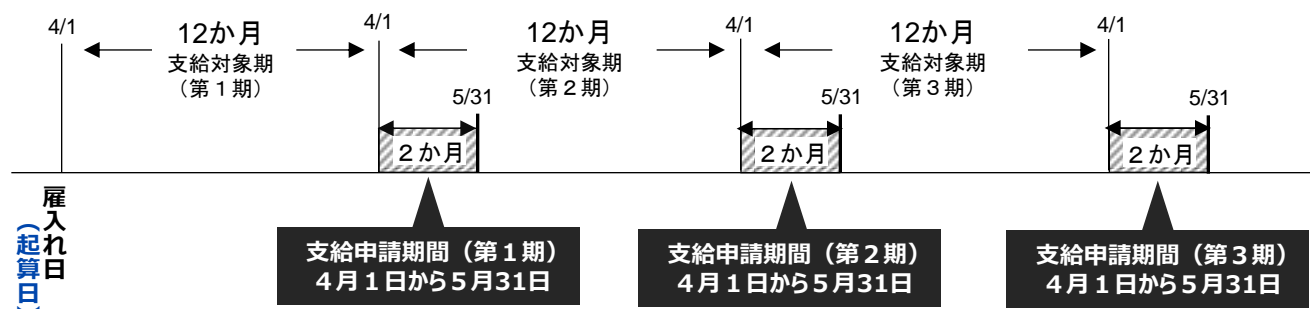 4/1
12か月
支給対象期
（第１期）
4/1
12か月
支給対象期
（第２期）
4/1
12か月
支給対象期
（第３期）
4/1
5/31
5/31
5/31
２か月
２か月
２か月
雇入れ日
（起算日）
支給申請期間（第１期）
４月１日から５月31日
支給申請期間（第２期）
４月１日から５月31日
支給申請期間（第３期）
４月１日から５月31日